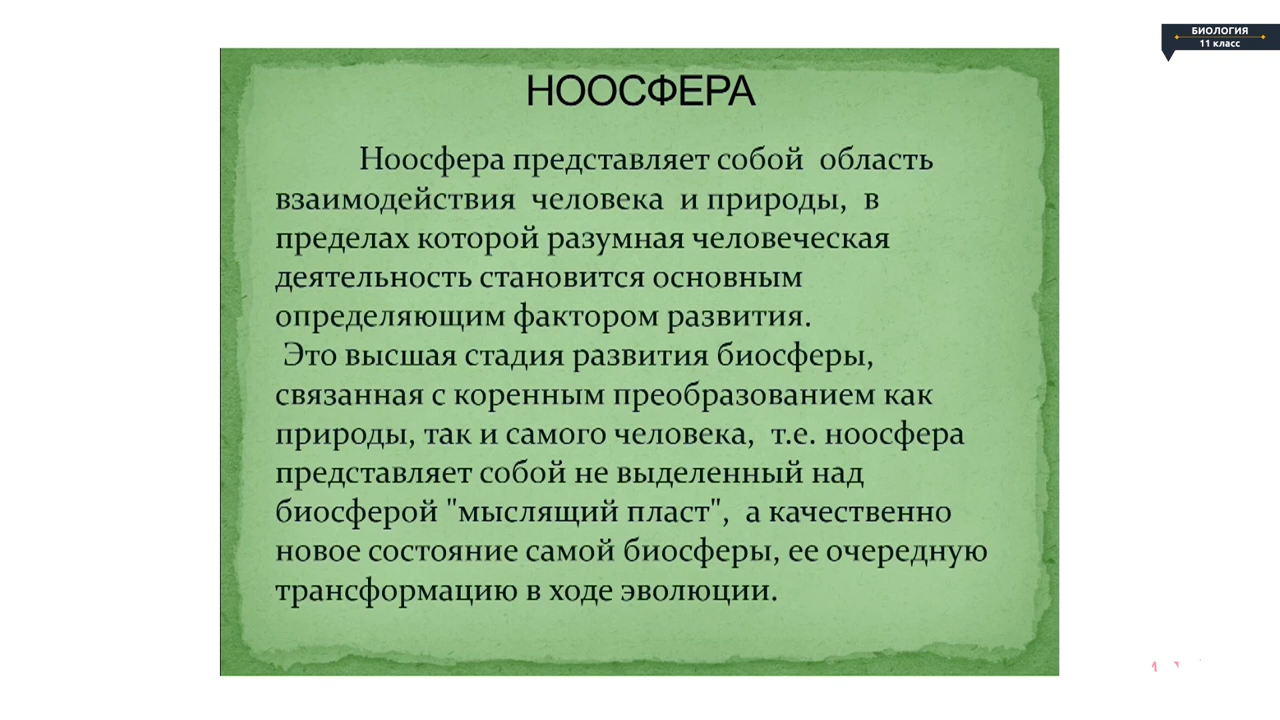 БИОЛОГИЯ
11 класс
НООСФЕРА
Ноосфера представляет собой область
взаимодействия человека и природы, в
пределах которой разумная человеческая
деятельность становится основным
определяющим фактором развития.
Это высшая стадия развития биосферы,
связанная с коренным преобразованием как
природы, так и самого человека, т.е. ноосфера
представляет собой не выделенный над
биосферой "мыслящий пласт", а качественно
новое состояние самой биосферы, ее очередную
трансформацию в ходе эволюции.